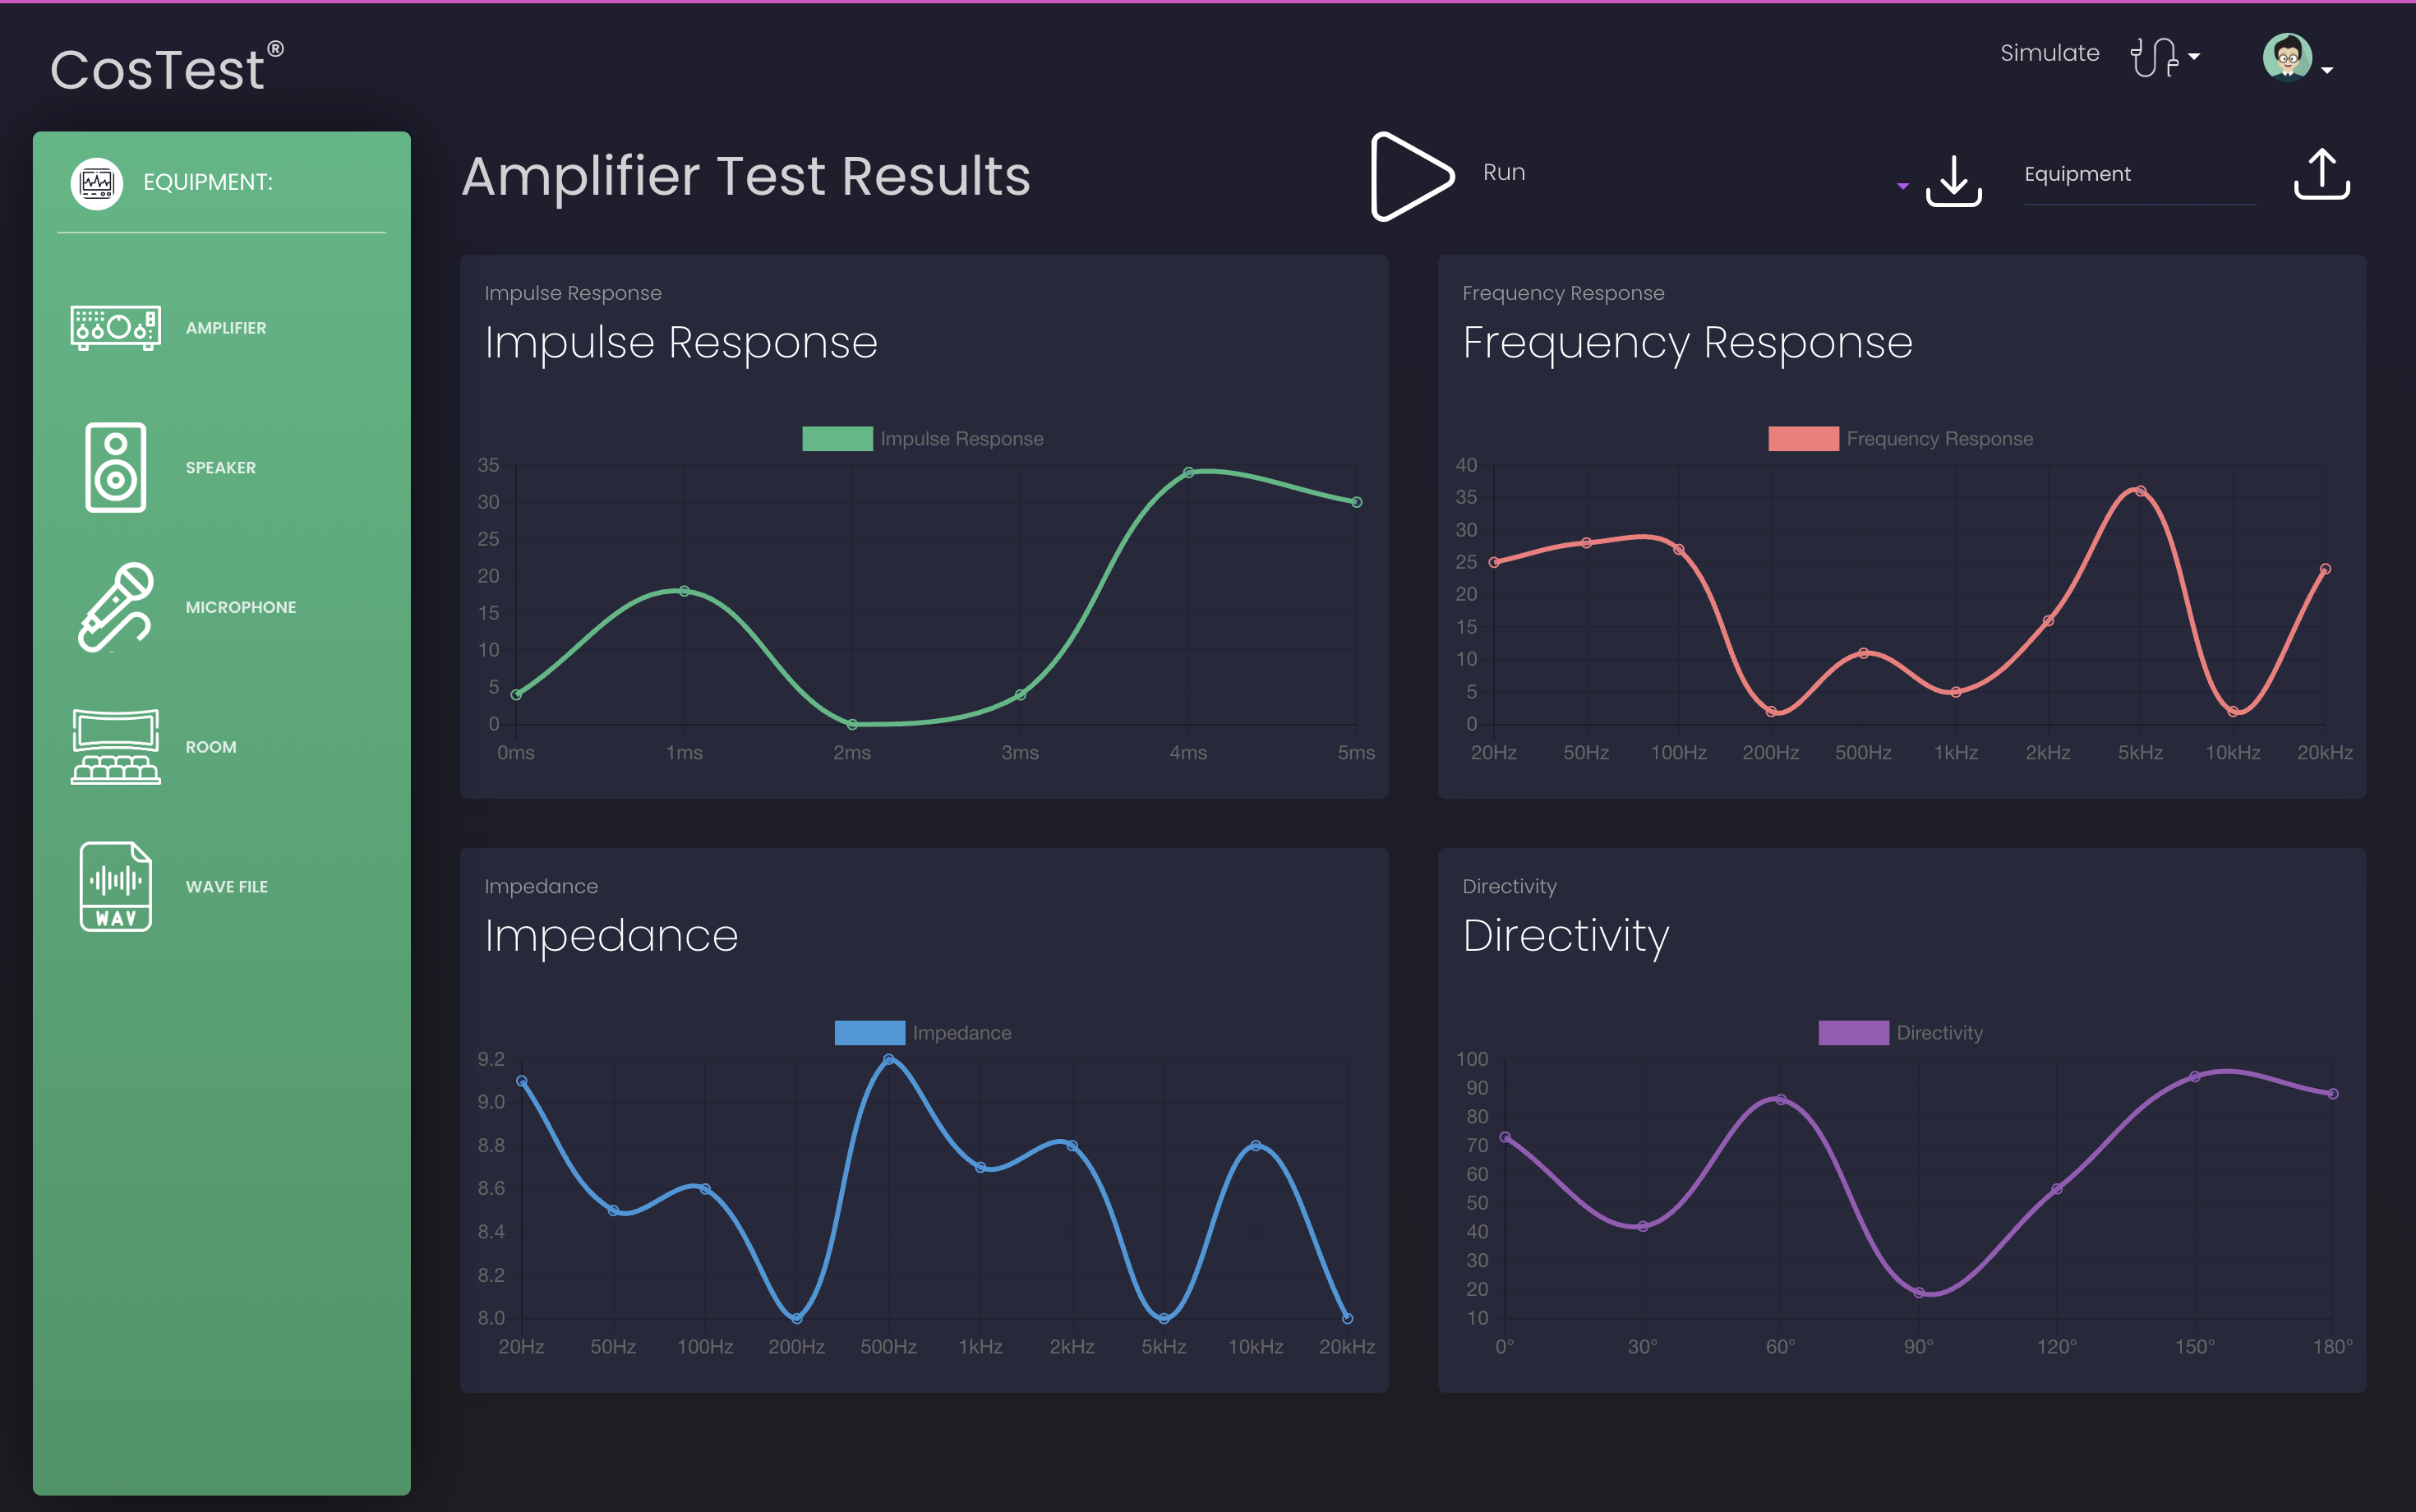 CosTest®
Simulate
EQUIPMENT:
AMPLIFIER
SPEAKER
MICROPHONE
ROOM
WAVE FILE
WAV
Amplifier Test Results
Run
Equipment
Impulse Response
Impulse Response
Impulse Response
35
30
25
20
15
10
5
0
0ms 1ms 2ms 3ms 4ms 5ms
Frequency Response
Frequency Response
Frequency Response
40
35
30
25
20
15
10
5
0
20Hz 50Hz 100Hz 200Hz 500Hz 1kHz 2kHz 5kHz 10kHz 20kHz
Impedance
Impedance
Impedance
9.2
9.0
8.8
8.6
8.4
8.2
8.0
20Hz 50Hz 100Hz 200Hz 500Hz 1kHz 2kHz 5kHz 10kHz 20kHz
Directivity
Directivity
Directivity
100
90
80
70
60
50
40
30
20
10
0° 30° 60° 90° 120° 150° 180°